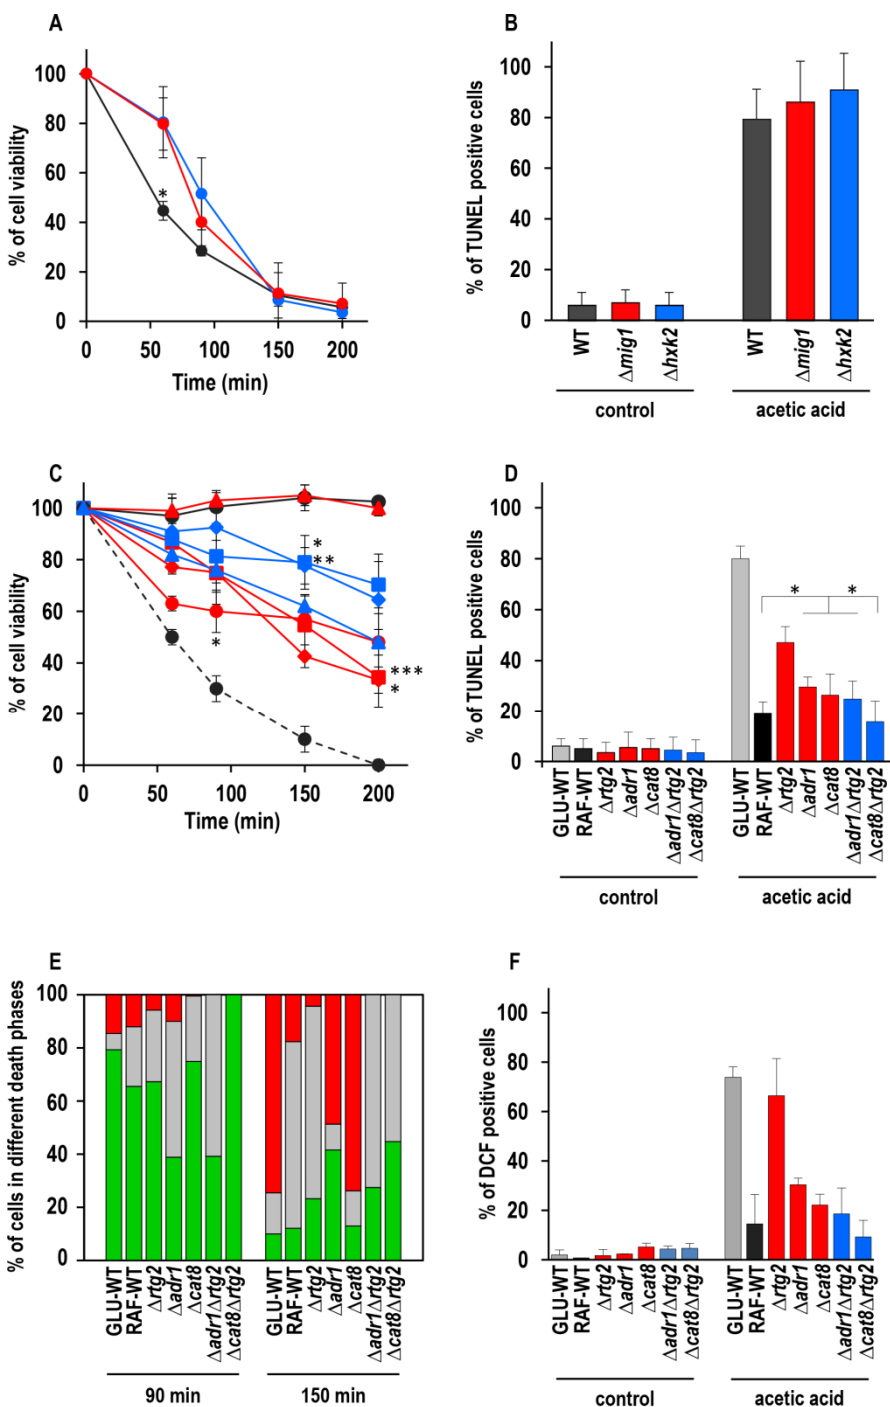 A
% of cell viability
100
80
60
40
20
0
*
0 50 100 150 200
Time (min)
B
% of TUNEL positive cells
100
80
60
40
20
0
WT
Δmig1
Δhxk2
WT
Δmig1
Δhxk2
control
acetic acid
C
% of cell viability
100
80
60
40
20
0
*
**
*
***
*
0 50 100 150 200
Time (min)
D
% of TUNEL positive cells
100
80
60
40
20
0
* *
GLU-WT
RAF-WT
Δrtg2
Δadr1
Δcat8
Δadr1Δrtg2
Δcat8Δrtg2
GLU-WT
RAF-WT
Δrtg2
Δadr1
Δcat8
Δadr1Δrtg2
Δcat8Δrtg2
control
acetic acid
E
% of cells in different death phases
100
80
60
40
20
0
GLU-WT
RAF-WT
Δrtg2
Δadr1
Δcat8
Δadr1Δrtg2
Δcat8Δrtg2
GLU-WT
RAF-WT
Δrtg2
Δadr1
Δcat8
Δadr1Δrtg2
Δcat8Δrtg2
90 min
150 min
F
% of DCF positive cells
100
80
60
40
20
0
GLU-WT
RAF-WT
Δrtg2
Δadr1
Δcat8
Δadr1Δrtg2
Δcat8Δrtg2
GLU-WT
RAF-WT
Δrtg2
Δadr1
Δcat8
Δadr1Δrtg2
Δcat8Δrtg2
control
acetic acid